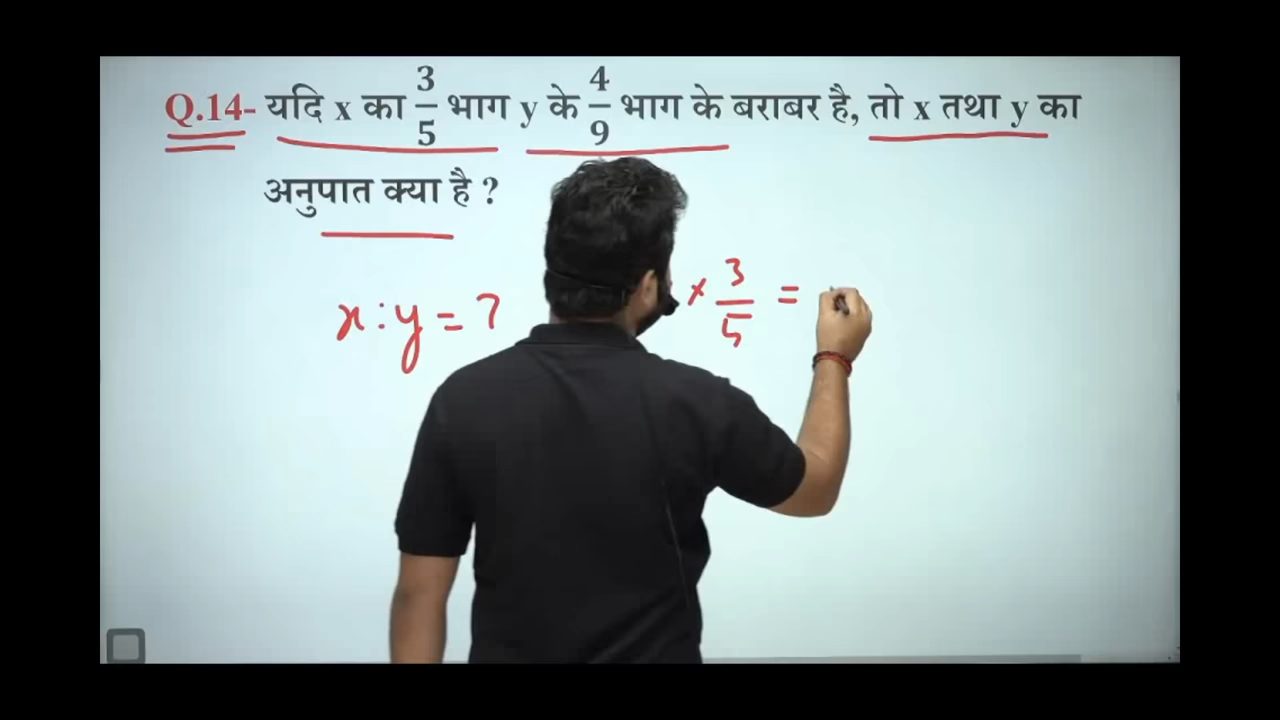 Q.14- यदि x का 3/5 भाग y के 4/9 भाग के बराबर है, तो x तथा y का
अनुपात क्या है ?
x : y = ?
× 3/5 =